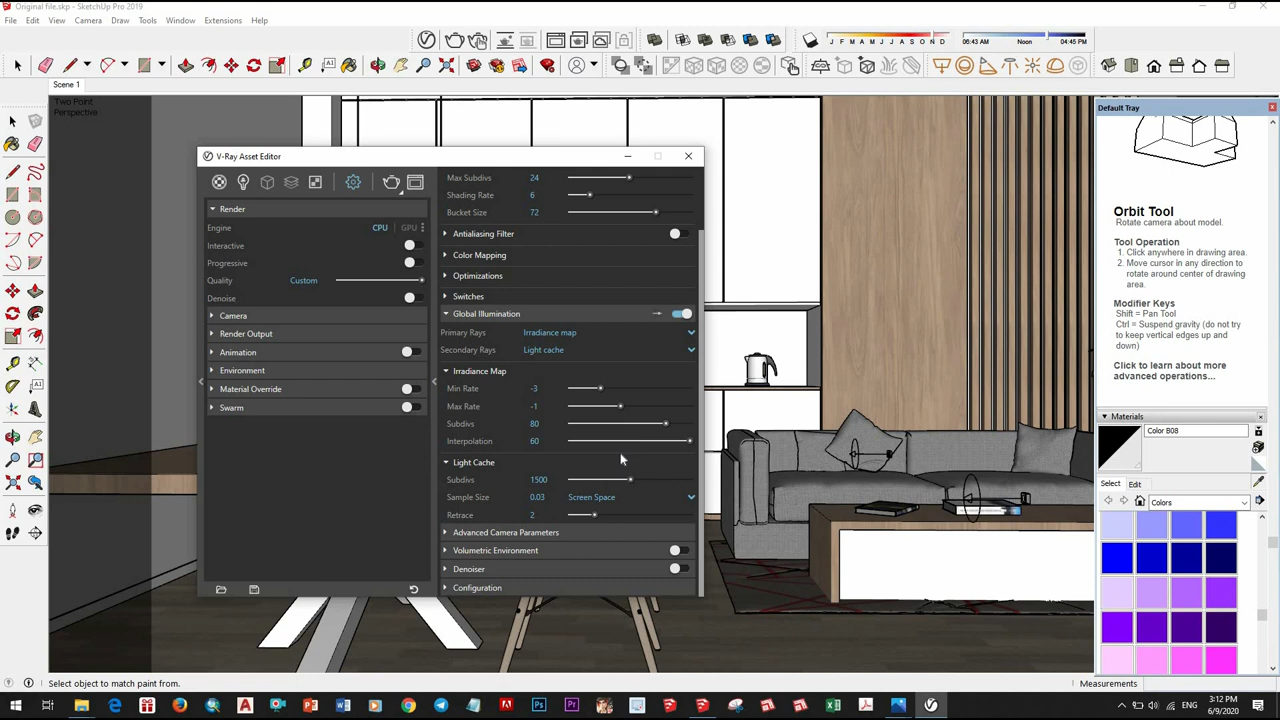 Original file.skp - SketchUp Pro 2019
File Edit View Camera Draw Tools Window Extensions Help
J F M A M J J A S O N D
06:43 AM Noon 04:45 PM
Scene 1
Two Point
Perspective
V-Ray Asset Editor
Render
Engine CPU GPU
Interactive
Progressive
Quality Custom
Denoise
Camera
Render Output
Animation
Environment
Material Override
Swarm
Max Subdivs 24
Shading Rate 6
Bucket Size 72
Antialiasing Filter
Color Mapping
Optimizations
Switches
Global Illumination
Primary Rays Irradiance map
Secondary Rays Light cache
Irradiance Map
Min Rate -3
Max Rate -1
Subdivs 80
Interpolation 60
Light Cache
Subdivs 1500
Sample Size 0.03 Screen Space
Retrace 2
Advanced Camera Parameters
Volumetric Environment
Denoiser
Configuration
Default Tray
Orbit Tool
Rotate camera about model.
Tool Operation
1. Click anywhere in drawing area.
2. Move cursor in any direction to
rotate around center of drawing
area.
Modifier Keys
Shift = Pan Tool
Ctrl = Suspend gravity (do not try
to keep vertical edges up and
down)
Click to learn about more
advanced operations...
Materials
Color B08
Select Edit
Colors
Select object to match paint from.
Measurements
ENG
3:12 PM
6/9/2020